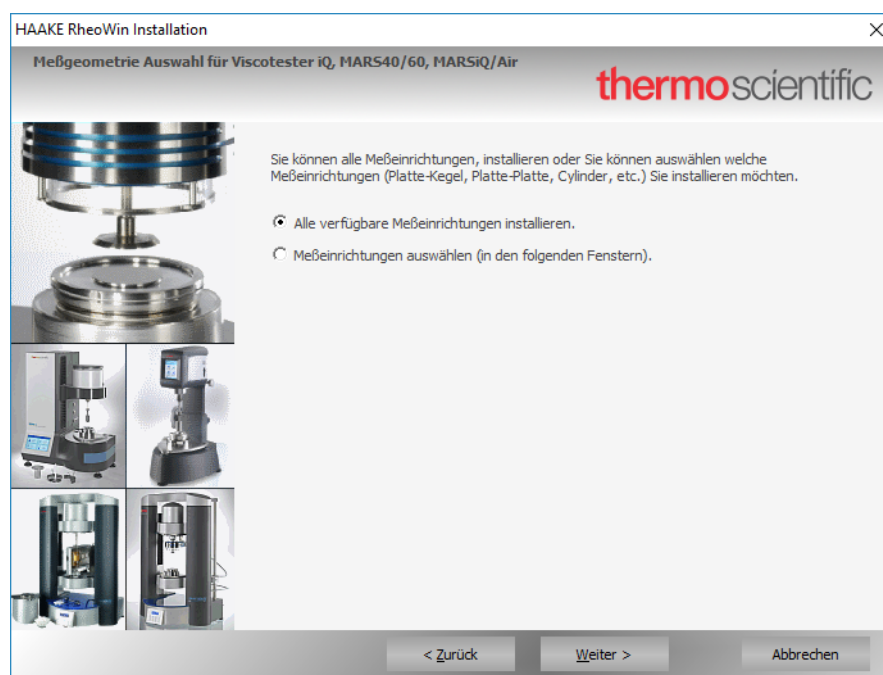 HAAKE RheoWin Installation
Meßgeometrie Auswahl für Viscotester iQ, MARS40/60, MARSiQ/Air
thermoscientific
Sie können alle Meßeinrichtungen, installieren oder Sie können auswählen welche
Meßeinrichtungen (Platte-Kegel, Platte-Platte, Cylinder, etc.) Sie installieren möchten.
Alle verfügbare Meßeinrichtungen installieren.
Meßeinrichtungen auswählen (in den folgenden Fenstern).
< Zurück
Weiter >
Abbrechen